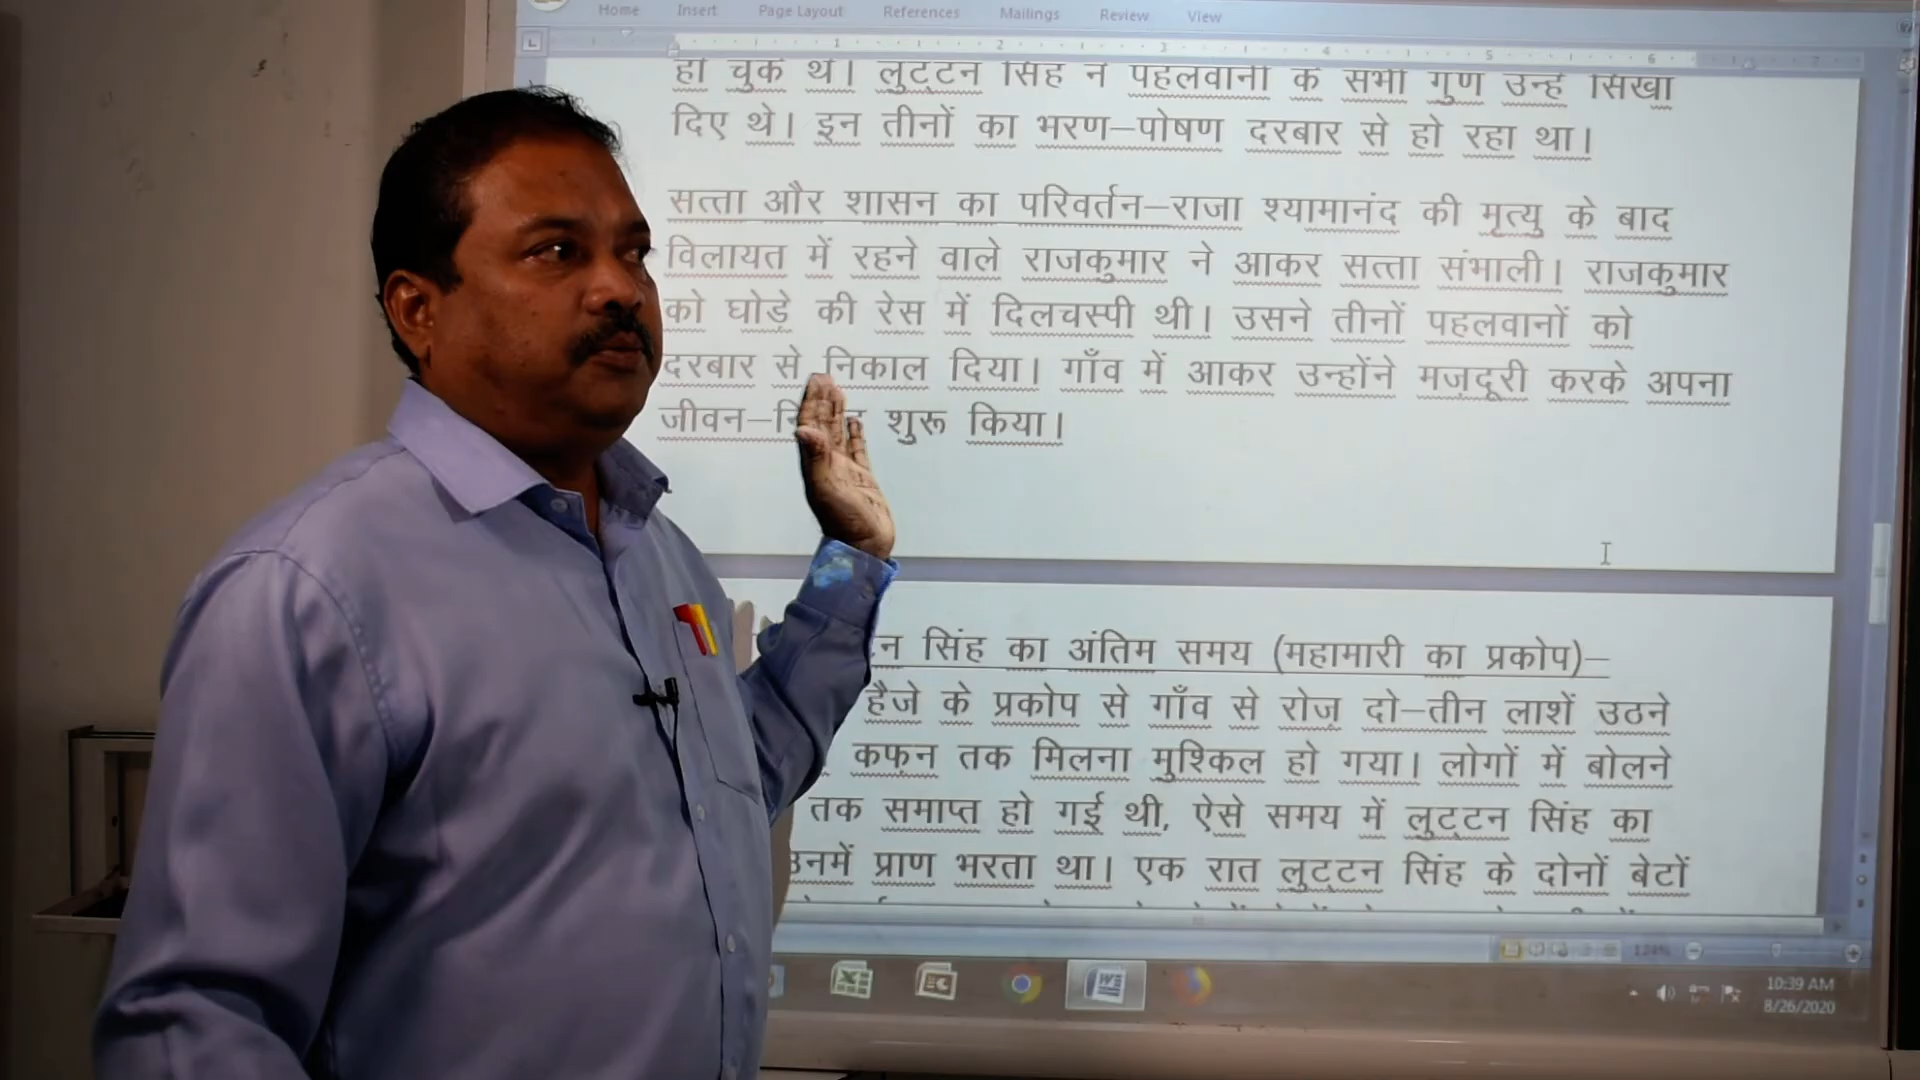 Home Insert Page Layout References Mailings Review View
हो चुके थे। लुट्टन सिंह ने पहलवानी के सभी गुण उन्हें सिखा
दिए थे। इन तीनों का भरण–पोषण दरबार से हो रहा था।
सत्ता और शासन का परिवर्तन–राजा श्यामानंद की मृत्यु के बाद
विलायत में रहने वाले राजकुमार ने आकर सत्ता संभाली। राजकुमार
को घोड़े की रेस में दिलचस्पी थी। उसने तीनों पहलवानों को
दरबार से निकाल दिया। गाँव में आकर उन्होंने मज़दूरी करके अपना
जीवन– शुरू किया।
सिंह का अंतिम समय (महामारी का प्रकोप)–
हैजे के प्रकोप से गाँव से रोज़ दो–तीन लाशें उठने
कफ़न तक मिलना मुश्किल हो गया। लोगों में बोलने
तक समाप्त हो गई थी, ऐसे समय में लुट्टन सिंह का
उनमें प्राण भरता था। एक रात लुट्टन सिंह के दोनों बेटों
10:39 AM
8/26/2020